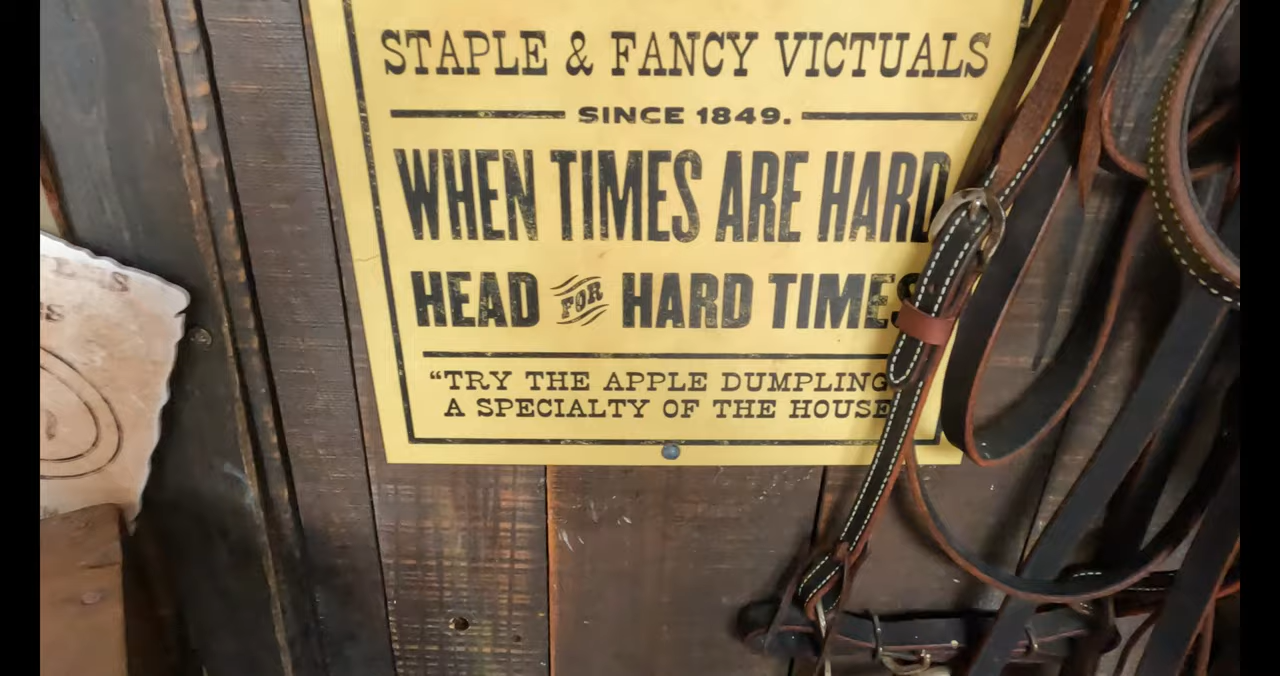 STAPLE & FANCY VICTUALS
SINCE 1849.
WHEN TIMES ARE HARD
HEAD FOR HARD TIMES
“TRY THE APPLE DUMPLING
A SPECIALTY OF THE HOUSE